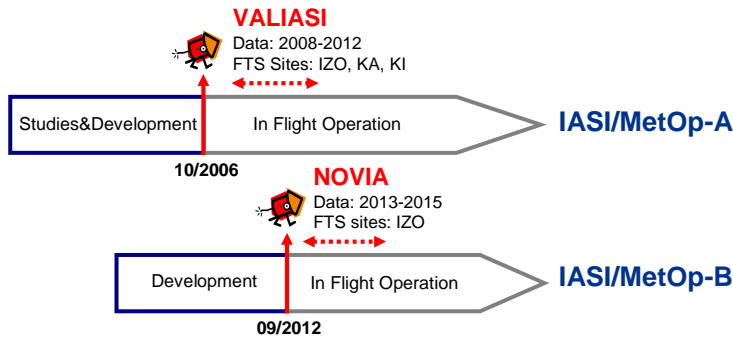 VALIASI
Data: 2008-2012
FTS Sites: IZO, KA, KI
Studies&Development
In Flight Operation
IASI/MetOp-A
10/2006
NOVIA
Data: 2013-2015
FTS sites: IZO
Development
In Flight Operation
IASI/MetOp-B
09/2012